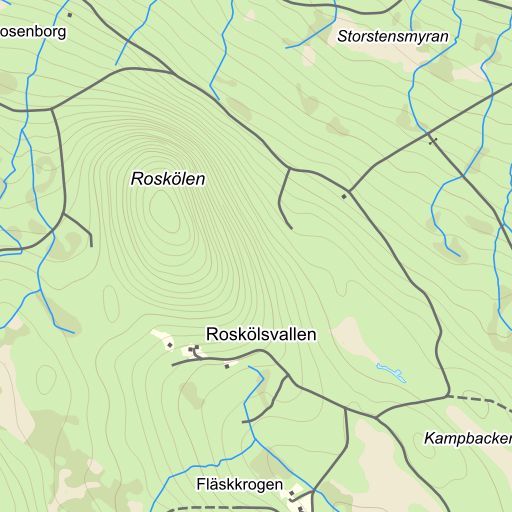 osenborg
Storstensmyran
Roskölen
Roskölsvallen
Kampbacken
Fläskkrogen